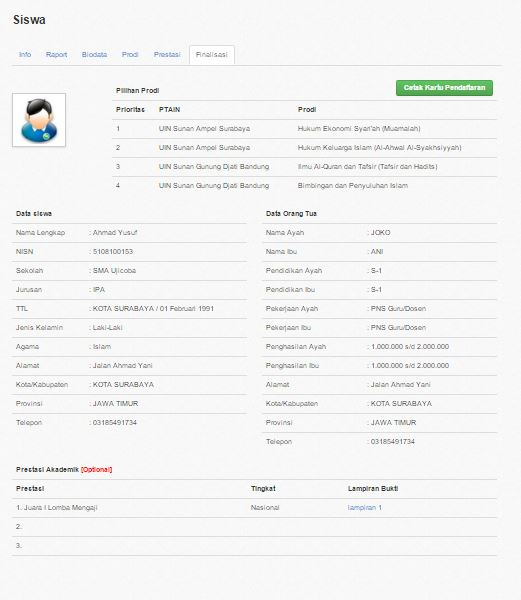 Siswa
Info Raport Biodata Prodi Prestasi Finalisasi
Pilihan Prodi
Cetak Kartu Pendaftaran
Prioritas PTAIN Prodi
1 UIN Sunan Ampel Surabaya Hukum Ekonomi Syari'ah (Muamalah)
2 UIN Sunan Ampel Surabaya Hukum Keluarga Islam (Al-Ahwal Al-Syakhsiyyah)
3 UIN Sunan Gunung Djati Bandung Ilmu Al-Quran dan Tafsir (Tafsir dan Hadits)
4 UIN Sunan Gunung Djati Bandung Bimbingan dan Penyuluhan Islam
Data siswa
Nama Lengkap : Ahmad Yusuf
NISN : 5108100153
Sekolah : SMA Ujicoba
Jurusan : IPA
TTL : KOTA SURABAYA / 01 Februari 1991
Jenis Kelamin : Laki-Laki
Agama : Islam
Alamat : Jalan Ahmad Yani
Kota/Kabupaten : KOTA SURABAYA
Provinsi : JAWA TIMUR
Telepon : 03185491734
Data Orang Tua
Nama Ayah : JOKO
Nama Ibu : ANI
Pendidikan Ayah : S-1
Pendidikan Ibu : S-1
Pekerjaan Ayah : PNS Guru/Dosen
Pekerjaan Ibu : PNS Guru/Dosen
Penghasilan Ayah : 1.000.000 s/d 2.000.000
Penghasilan Ibu : 1.000.000 s/d 2.000.000
Alamat : Jalan Ahmad Yani
Kota/Kabupaten : KOTA SURABAYA
Provinsi : JAWA TIMUR
Telepon : 03185491734
Prestasi Akademik [Optional]
Prestasi Tingkat Lampiran Bukti
1. Juara I Lomba Mengaji Nasional lampiran 1
2.
3.